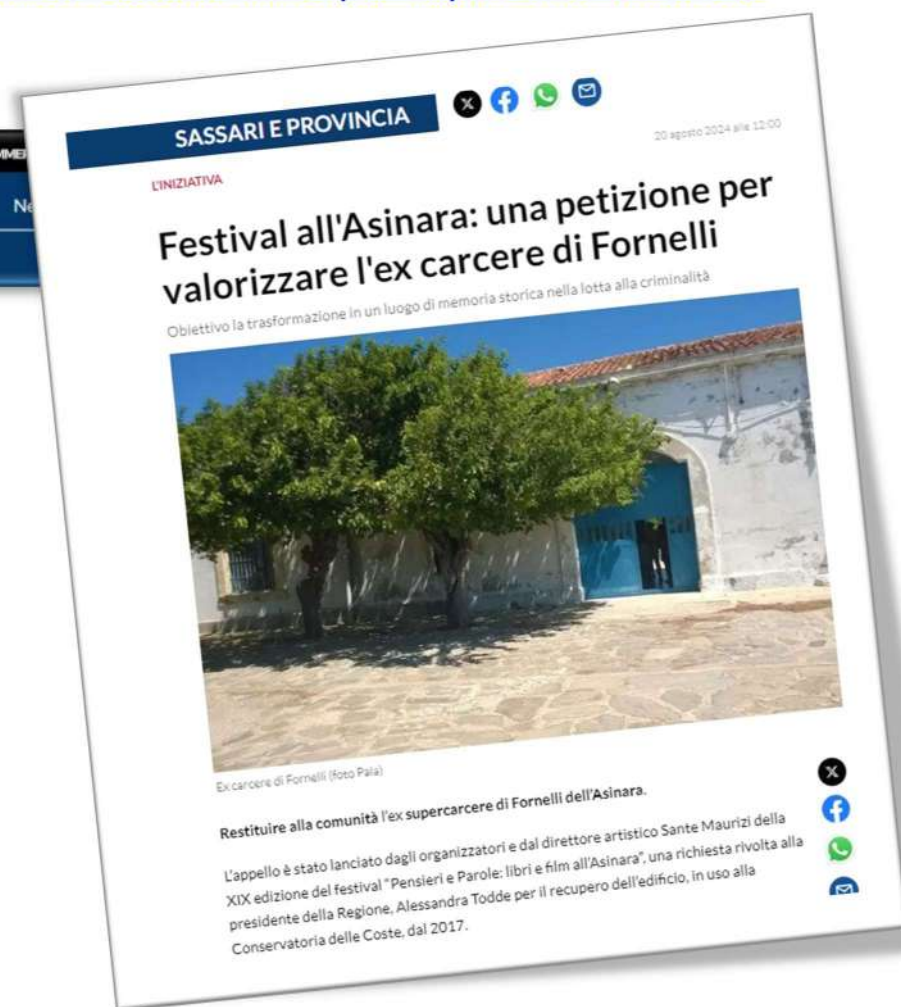 SASSARI E PROVINCIA
20 agosto 2024 alle 12:00
L'INIZIATIVA
Festival all'Asinara: una petizione per
valorizzare l'ex carcere di Fornelli
Obiettivo la trasformazione in un luogo di memoria storica nella lotta alla criminalità
Ex carcere di Fornelli (foto Pala)
Restituire alla comunità l'ex supercarcere di Fornelli dell'Asinara.
L'appello è stato lanciato dagli organizzatori e dal direttore artistico Sante Maurizi della
XIX edizione del festival "Pensieri e Parole: libri e film all'Asinara", una richiesta rivolta alla
presidente della Regione, Alessandra Todde per il recupero dell'edificio, in uso alla
Conservatoria delle Coste, dal 2017.